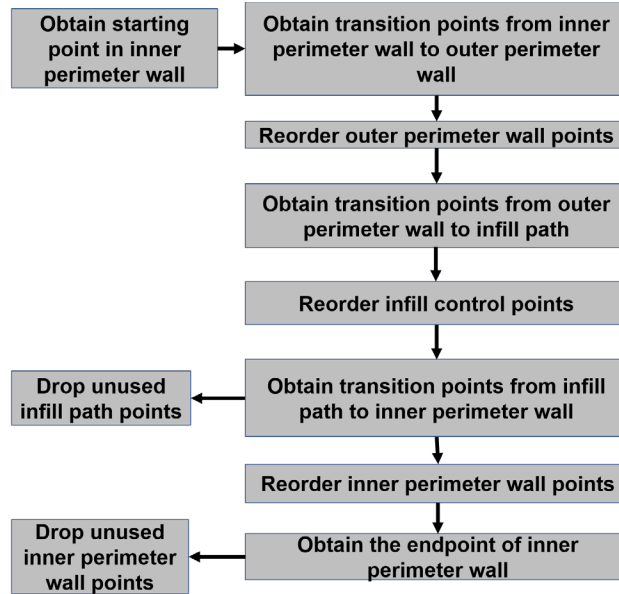 Obtain starting
point in inner
perimeter wall
Obtain transition points from inner
perimeter wall to outer perimeter
wall
Reorder outer perimeter wall points
Obtain transition points from outer
perimeter wall to infill path
Reorder infill control points
Drop unused
infill path points
Obtain transition points from infill
path to inner perimeter wall
Reorder inner perimeter wall points
Drop unused
inner perimeter
wall points
Obtain the endpoint of inner
perimeter wall